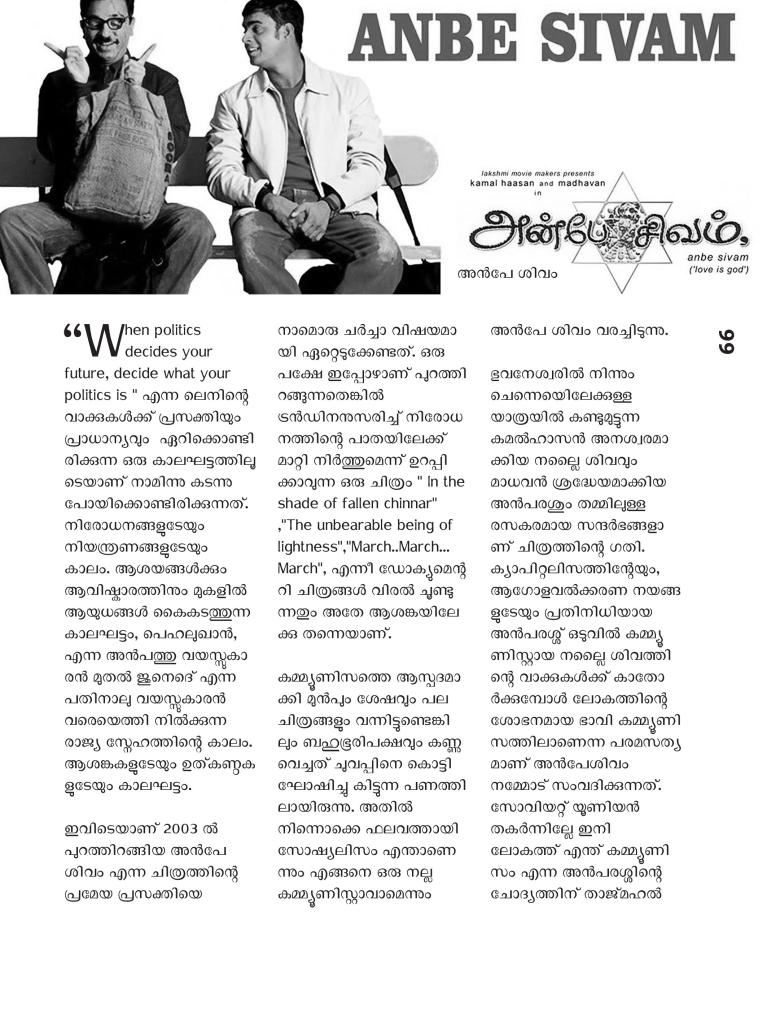 ANBE SIVAM
lakshmi movie makers presents
kamal haasan and madhavan
in
அன்பே சிவம்,
anbe sivam
('love is god')
അൻപേ ശിവം
“When politics
decides your
future, decide what your
politics is " എന്ന ലെനിന്റെ
വാക്കുകൾക്ക് പ്രസക്തിയും
പ്രാധാന്യവും ഏറിക്കൊണ്ടി
രിക്കുന്ന ഒരു കാലഘട്ടത്തിലൂ
ടെയാണ് നാമിന്നു കടന്നു
പോയിക്കൊണ്ടിരിക്കുന്നത്.
നിരോധനങ്ങളുടേയും
നിയന്ത്രണങ്ങളുടേയും
കാലം. ആശയങ്ങൾക്കും
ആവിഷ്കാരത്തിനും മുകളിൽ
ആയുധങ്ങൾ കൈകടത്തുന്ന
കാലഘട്ടം, പെഹലുഖാൻ,
എന്ന അൻപത്തു വയസ്സുകാ
രൻ മുതൽ ജുനൈദ് എന്ന
പതിനാലു വയസ്സുകാരൻ
വരെയെത്തി നിൽക്കുന്ന
രാജ്യ സ്നേഹത്തിന്റെ കാലം.
ആശങ്കകളുടേയും ഉത്കണ്ഠക
ളുടേയും കാലഘട്ടം.
ഇവിടെയാണ് 2003 ൽ
പുറത്തിറങ്ങിയ അൻപേ
ശിവം എന്ന ചിത്രത്തിന്റെ
പ്രമേയ പ്രസക്തിയെ
നാമൊരു ചർച്ചാ വിഷയമാ
യി ഏറ്റെടുക്കേണ്ടത്. ഒരു
പക്ഷേ ഇപ്പോഴാണ് പുറത്തി
റങ്ങുന്നതെങ്കിൽ
ട്രൻഡിനനുസരിച്ച് നിരോധ
നത്തിന്റെ പാതയിലേക്ക്
മാറ്റി നിർത്തുമെന്ന് ഉറപ്പി
ക്കാവുന്ന ഒരു ചിത്രം " In the
shade of fallen chinnar"
,"The unbearable being of
lightness","March..March...
March", എന്നീ ഡോക്യുമെന്റ
റി ചിത്രങ്ങൾ വിരൽ ചൂണ്ടു
ന്നതും അതേ ആശങ്കയിലേ
ക്കു തന്നെയാണ്.
കമ്മ്യൂണിസത്തെ ആസ്പദമാ
ക്കി മുൻപും ശേഷവും പല
ചിത്രങ്ങളും വന്നിട്ടുണ്ടെങ്കി
ലും ബഹുഭൂരിപക്ഷവും കണ്ണു
വെച്ചത് ചുവപ്പിനെ കൊട്ടി
ഘോഷിച്ചു കിട്ടുന്ന പണത്തി
ലായിരുന്നു. അതിൽ
നിന്നൊക്കെ ഫലവത്തായി
സോഷ്യലിസം എന്താണെ
ന്നും എങ്ങനെ ഒരു നല്ല
കമ്മ്യൂണിസ്റ്റാവാമെന്നും
അൻപേ ശിവം വരച്ചിടുന്നു.
ഭുവനേശ്വരിൽ നിന്നും
ചെന്നൈയിലേക്കുള്ള
യാത്രയിൽ കണ്ടുമുട്ടുന്ന
കമൽഹാസൻ അനശ്വരമാ
ക്കിയ നല്ലൈ ശിവവും
മാധവൻ ശ്രദ്ധേയമാക്കിയ
അൻപരശും തമ്മിലുള്ള
രസകരമായ സന്ദർഭങ്ങളാ
ണ് ചിത്രത്തിന്റെ ഗതി.
ക്യാപിറ്റലിസത്തിന്റേയും,
ആഗോളവൽക്കരണ നയങ്ങ
ളുടേയും പ്രതിനിധിയായ
അൻപരശ്ശ് ഒടുവിൽ കമ്മ്യൂ
ണിസ്റ്റായ നല്ലൈ ശിവത്തി
ന്റെ വാക്കുകൾക്ക് കാതോ
ർക്കുമ്പോൾ ലോകത്തിന്റെ
ശോഭനമായ ഭാവി കമ്മ്യൂണി
സത്തിലാണെന്ന പരമസത്യ
മാണ് അൻപേശിവം
നമ്മോട് സംവദിക്കുന്നത്.
സോവിയറ്റ് യൂണിയൻ
തകർന്നില്ലേ ഇനി
ലോകത്ത് എന്ത് കമ്മ്യൂണി
സം എന്ന അൻപരശ്ശിന്റെ
ചോദ്യത്തിന് താജ്മഹൽ
66